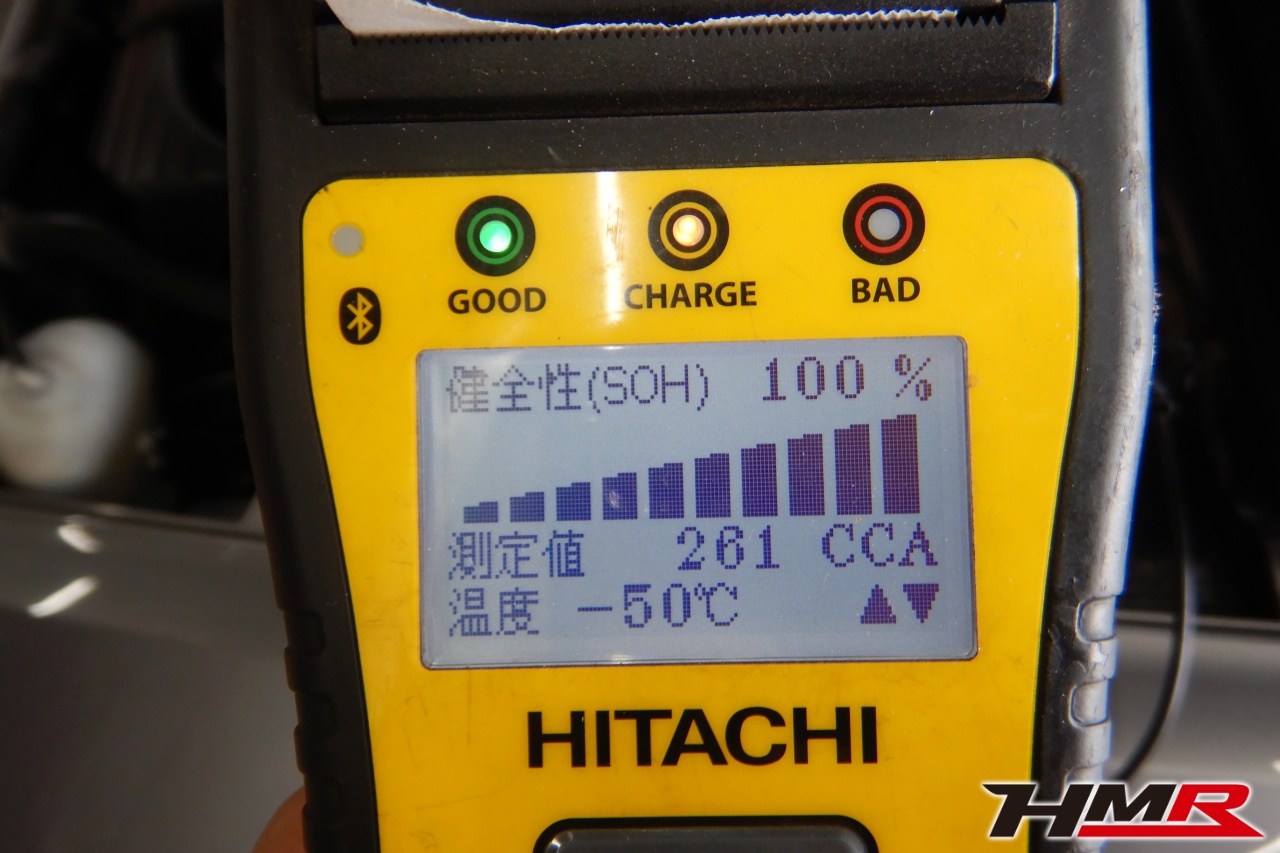 GOOD
CHARGE
BAD
健全性(SOH) 100 %
測定値 261 CCA
温度 -50℃ ▲▼
HITACHI
HMR